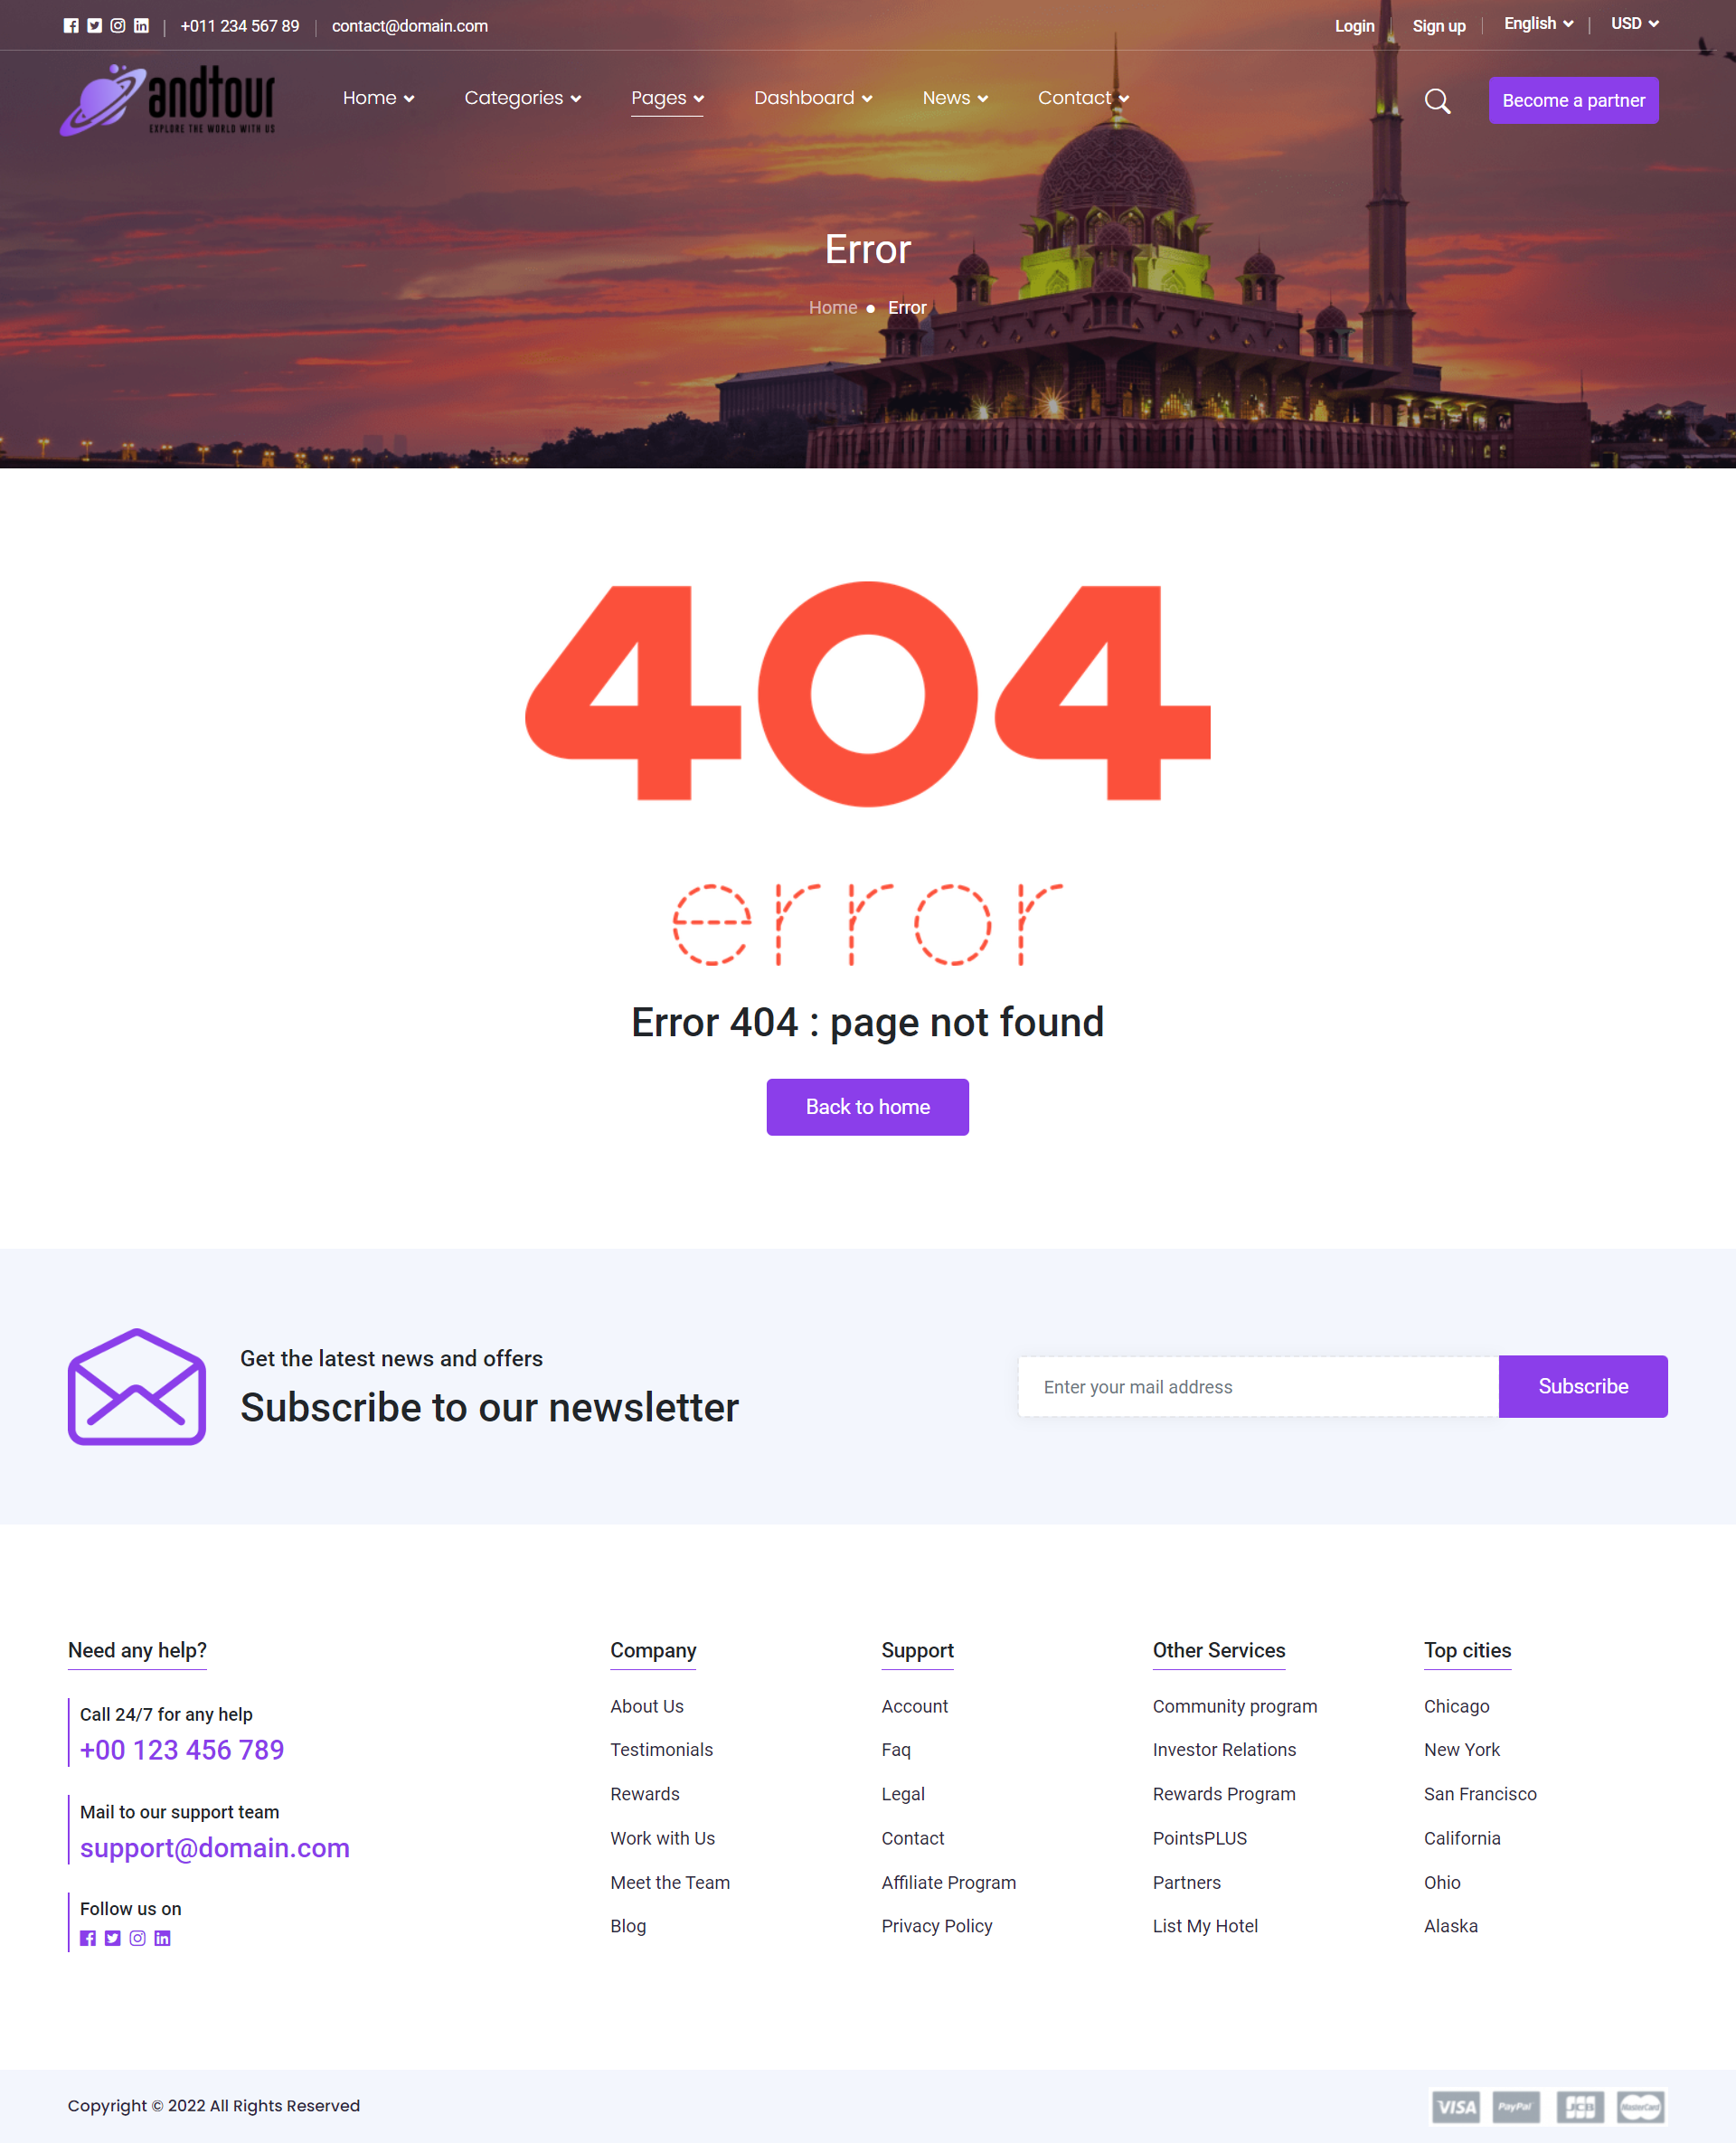 +011 234 567 89
contact@domain.com
Login
Sign up
English
USD
andtour
EXPLORE THE WORLD WITH US
Home
Categories
Pages
Dashboard
News
Contact
Become a partner
Error
Home
Error
404
error
Error 404 : page not found
Back to home
Get the latest news and offers
Subscribe to our newsletter
Enter your mail address
Subscribe
Need any help?
Call 24/7 for any help
+00 123 456 789
Mail to our support team
support@domain.com
Follow us on
Company
About Us
Testimonials
Rewards
Work with Us
Meet the Team
Blog
Support
Account
Faq
Legal
Contact
Affiliate Program
Privacy Policy
Other Services
Community program
Investor Relations
Rewards Program
PointsPLUS
Partners
List My Hotel
Top cities
Chicago
New York
San Francisco
California
Ohio
Alaska
Copyright © 2022 All Rights Reserved
VISA
PayPal
JCB
MasterCard